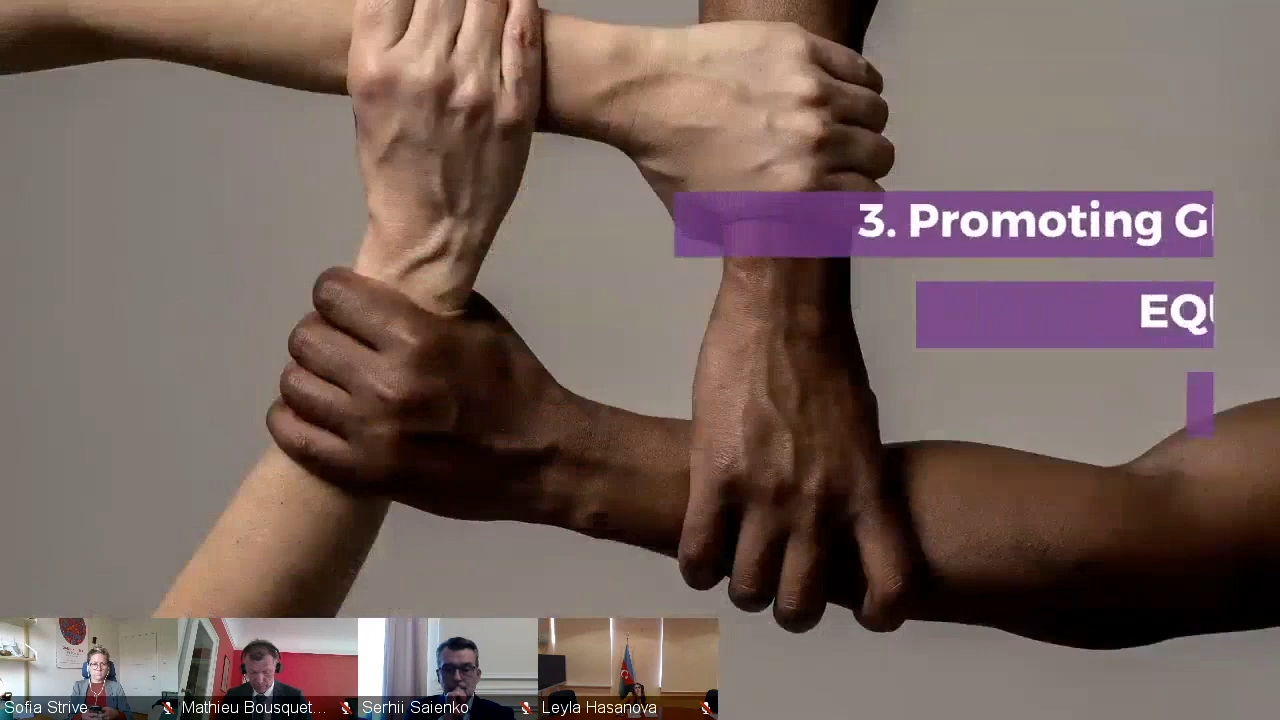 3. Promoting G
EQU
Sofia Strive
Mathieu Bousquet...
Serhii Saienko
Leyla Hasanova